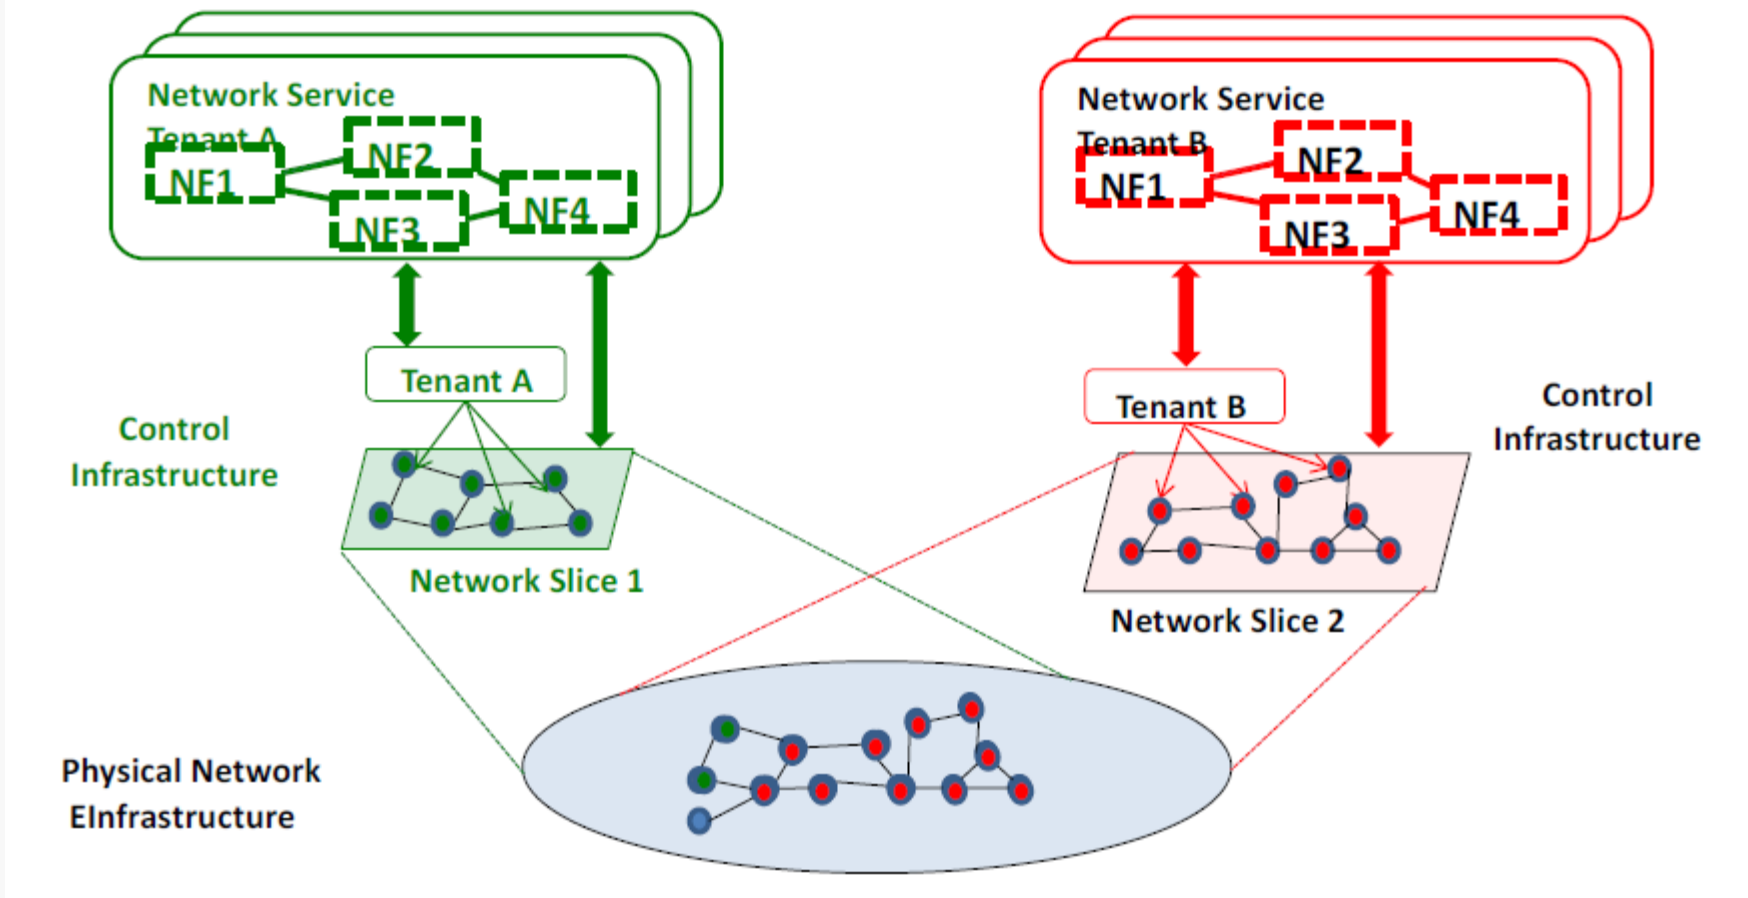 Network Service
Tenant A
NF1
NF2
NF3
NF4
Network Service
Tenant B
NF1
NF2
NF3
NF4
Tenant A
Control
Infrastructure
Network Slice 1
Tenant B
Control
Infrastructure
Network Slice 2
Physical Network
EInfrastructure